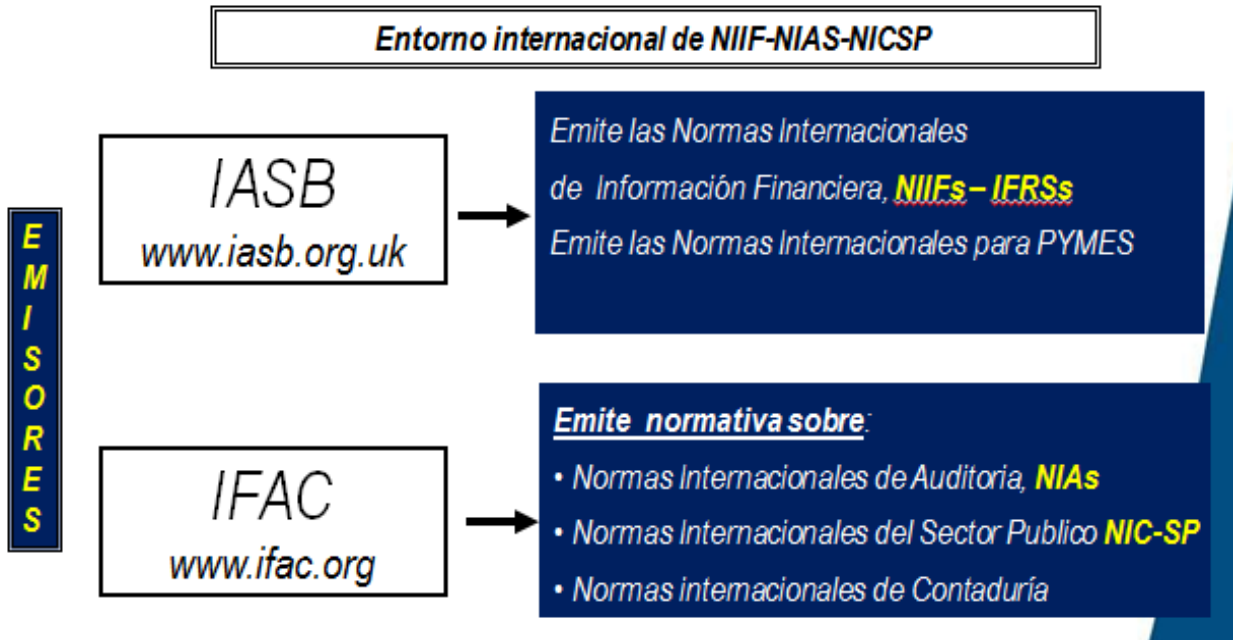 Entorno internacional de NIIF-NIAS-NICSP
EMISORES
IASB
www.iasb.org.uk
Emite las Normas Internacionales
de Información Financiera, NIIFs – IFRSs
Emite las Normas Internacionales para PYMES
IFAC
www.ifac.org
Emite normativa sobre:
• Normas Internacionales de Auditoria, NIAs
• Normas Internacionales del Sector Publico NIC-SP
• Normas internacionales de Contaduría